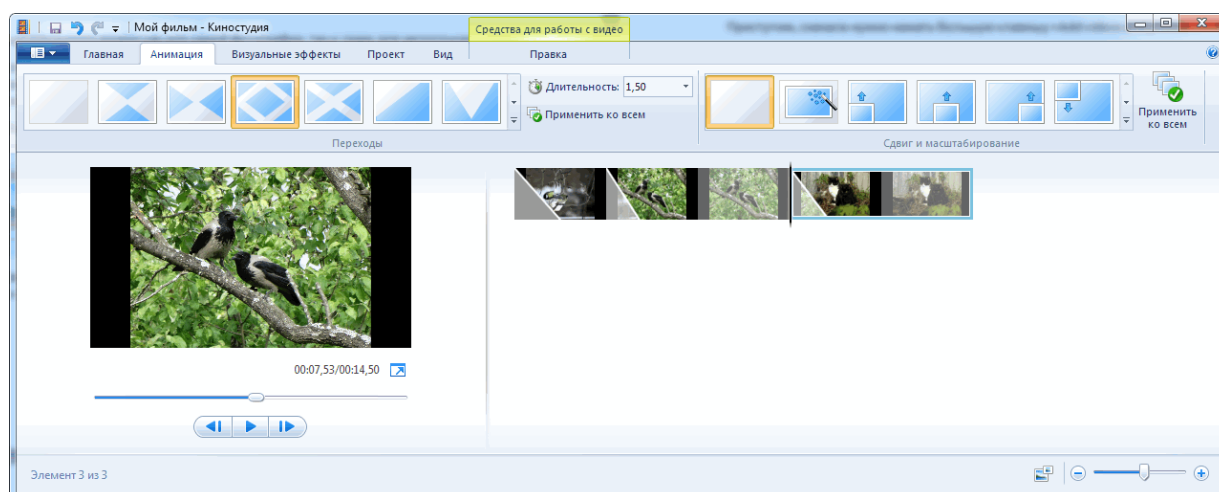 Мой фильм - Киностудия
Средства для работы с видео
Главная Анимация Визуальные эффекты Проект Вид Правка
Длительность: 1,50
Применить ко всем
Применить
ко всем
Переходы
Сдвиг и масштабирование
00:07,53/00:14,50
Элемент 3 из 3